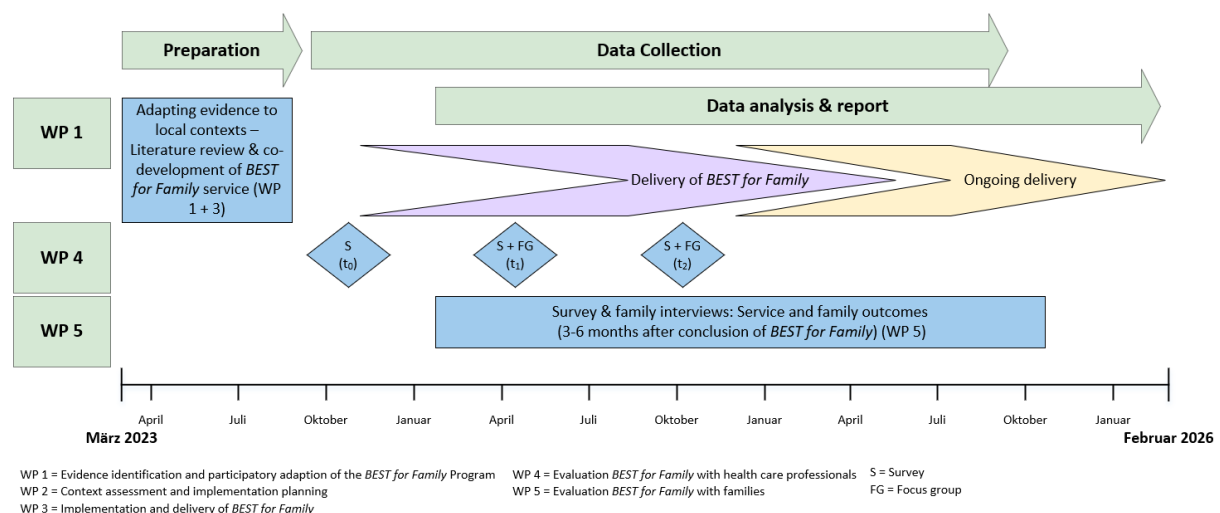 Preparation
Data Collection
Data analysis & report
WP 1
Adapting evidence to
local contexts –
Literature review & co-
development of BEST
for Family service (WP
1 + 3)
Delivery of BEST for Family
Ongoing delivery
WP 4
S
(t₀)
S + FG
(t₁)
S + FG
(t₂)
WP 5
Survey & family interviews: Service and family outcomes
(3-6 months after conclusion of BEST for Family) (WP 5)
April
Juli
Oktober
Januar
April
Juli
Oktober
Januar
April
Juli
Oktober
Januar
März 2023
Februar 2026
WP 1 = Evidence identification and participatory adaption of the BEST for Family Program
WP 2 = Context assessment and implementation planning
WP 3 = Implementation and delivery of BEST for Family
WP 4 = Evaluation BEST for Family with health care professionals
WP 5 = Evaluation BEST for Family with families
S = Survey
FG = Focus group